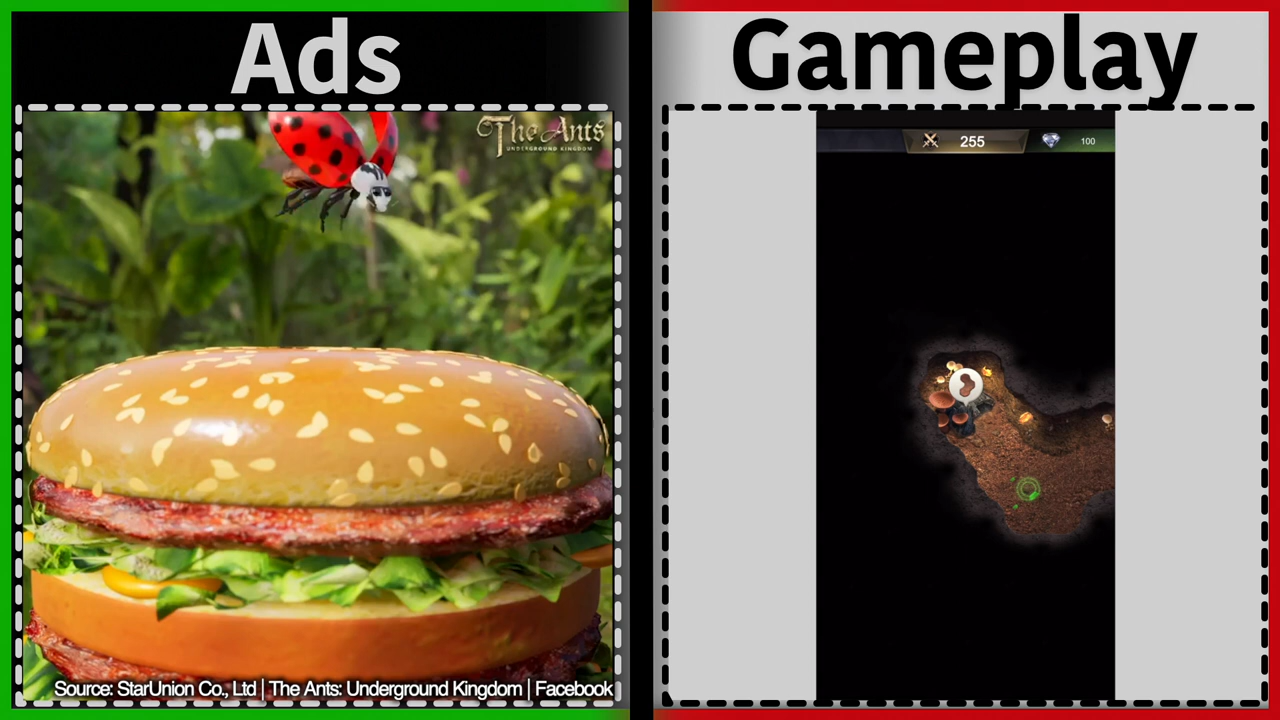 Ads
Gameplay
The Ants
UNDERGROUND KINGDOM
255
100
Source: StarUnion Co., Ltd | The Ants: Underground Kingdom | Facebook